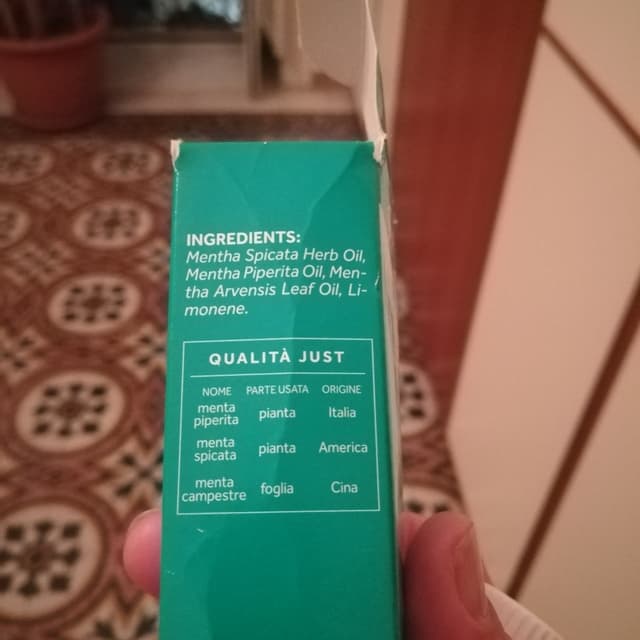 INGREDIENTS:
Mentha Spicata Herb Oil,
Mentha Piperita Oil, Men-
tha Arvensis Leaf Oil, Li-
monene.
QUALITÀ JUST
NOME PARTE USATA ORIGINE
menta piperita pianta Italia
menta spicata pianta America
menta campestre foglia Cina